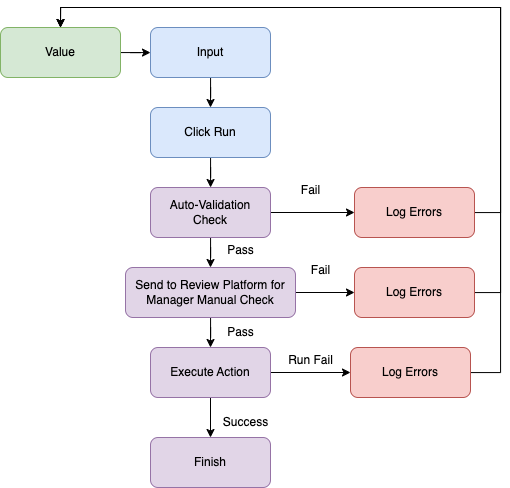 Value
Input
Click Run
Auto-Validation
Check
Fail
Log Errors
Pass
Send to Review Platform for
Manager Manual Check
Fail
Log Errors
Pass
Execute Action
Run Fail
Log Errors
Success
Finish